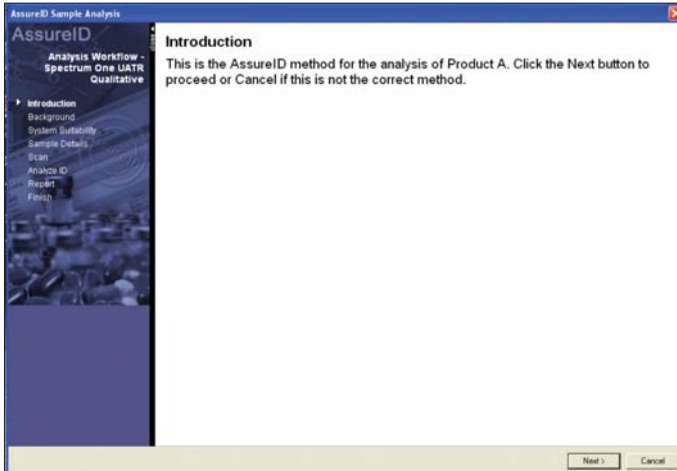 AssureID Sample Analysis
AssureID
Analysis Workflow -
Spectrum One UATR
Qualitative
Introduction
Background
System Suitability
Sample Details
Scan
Analyze ID
Report
Finish
Introduction
This is the AssureID method for the analysis of Product A. Click the Next button to
proceed or Cancel if this is not the correct method.
Next >
Cancel